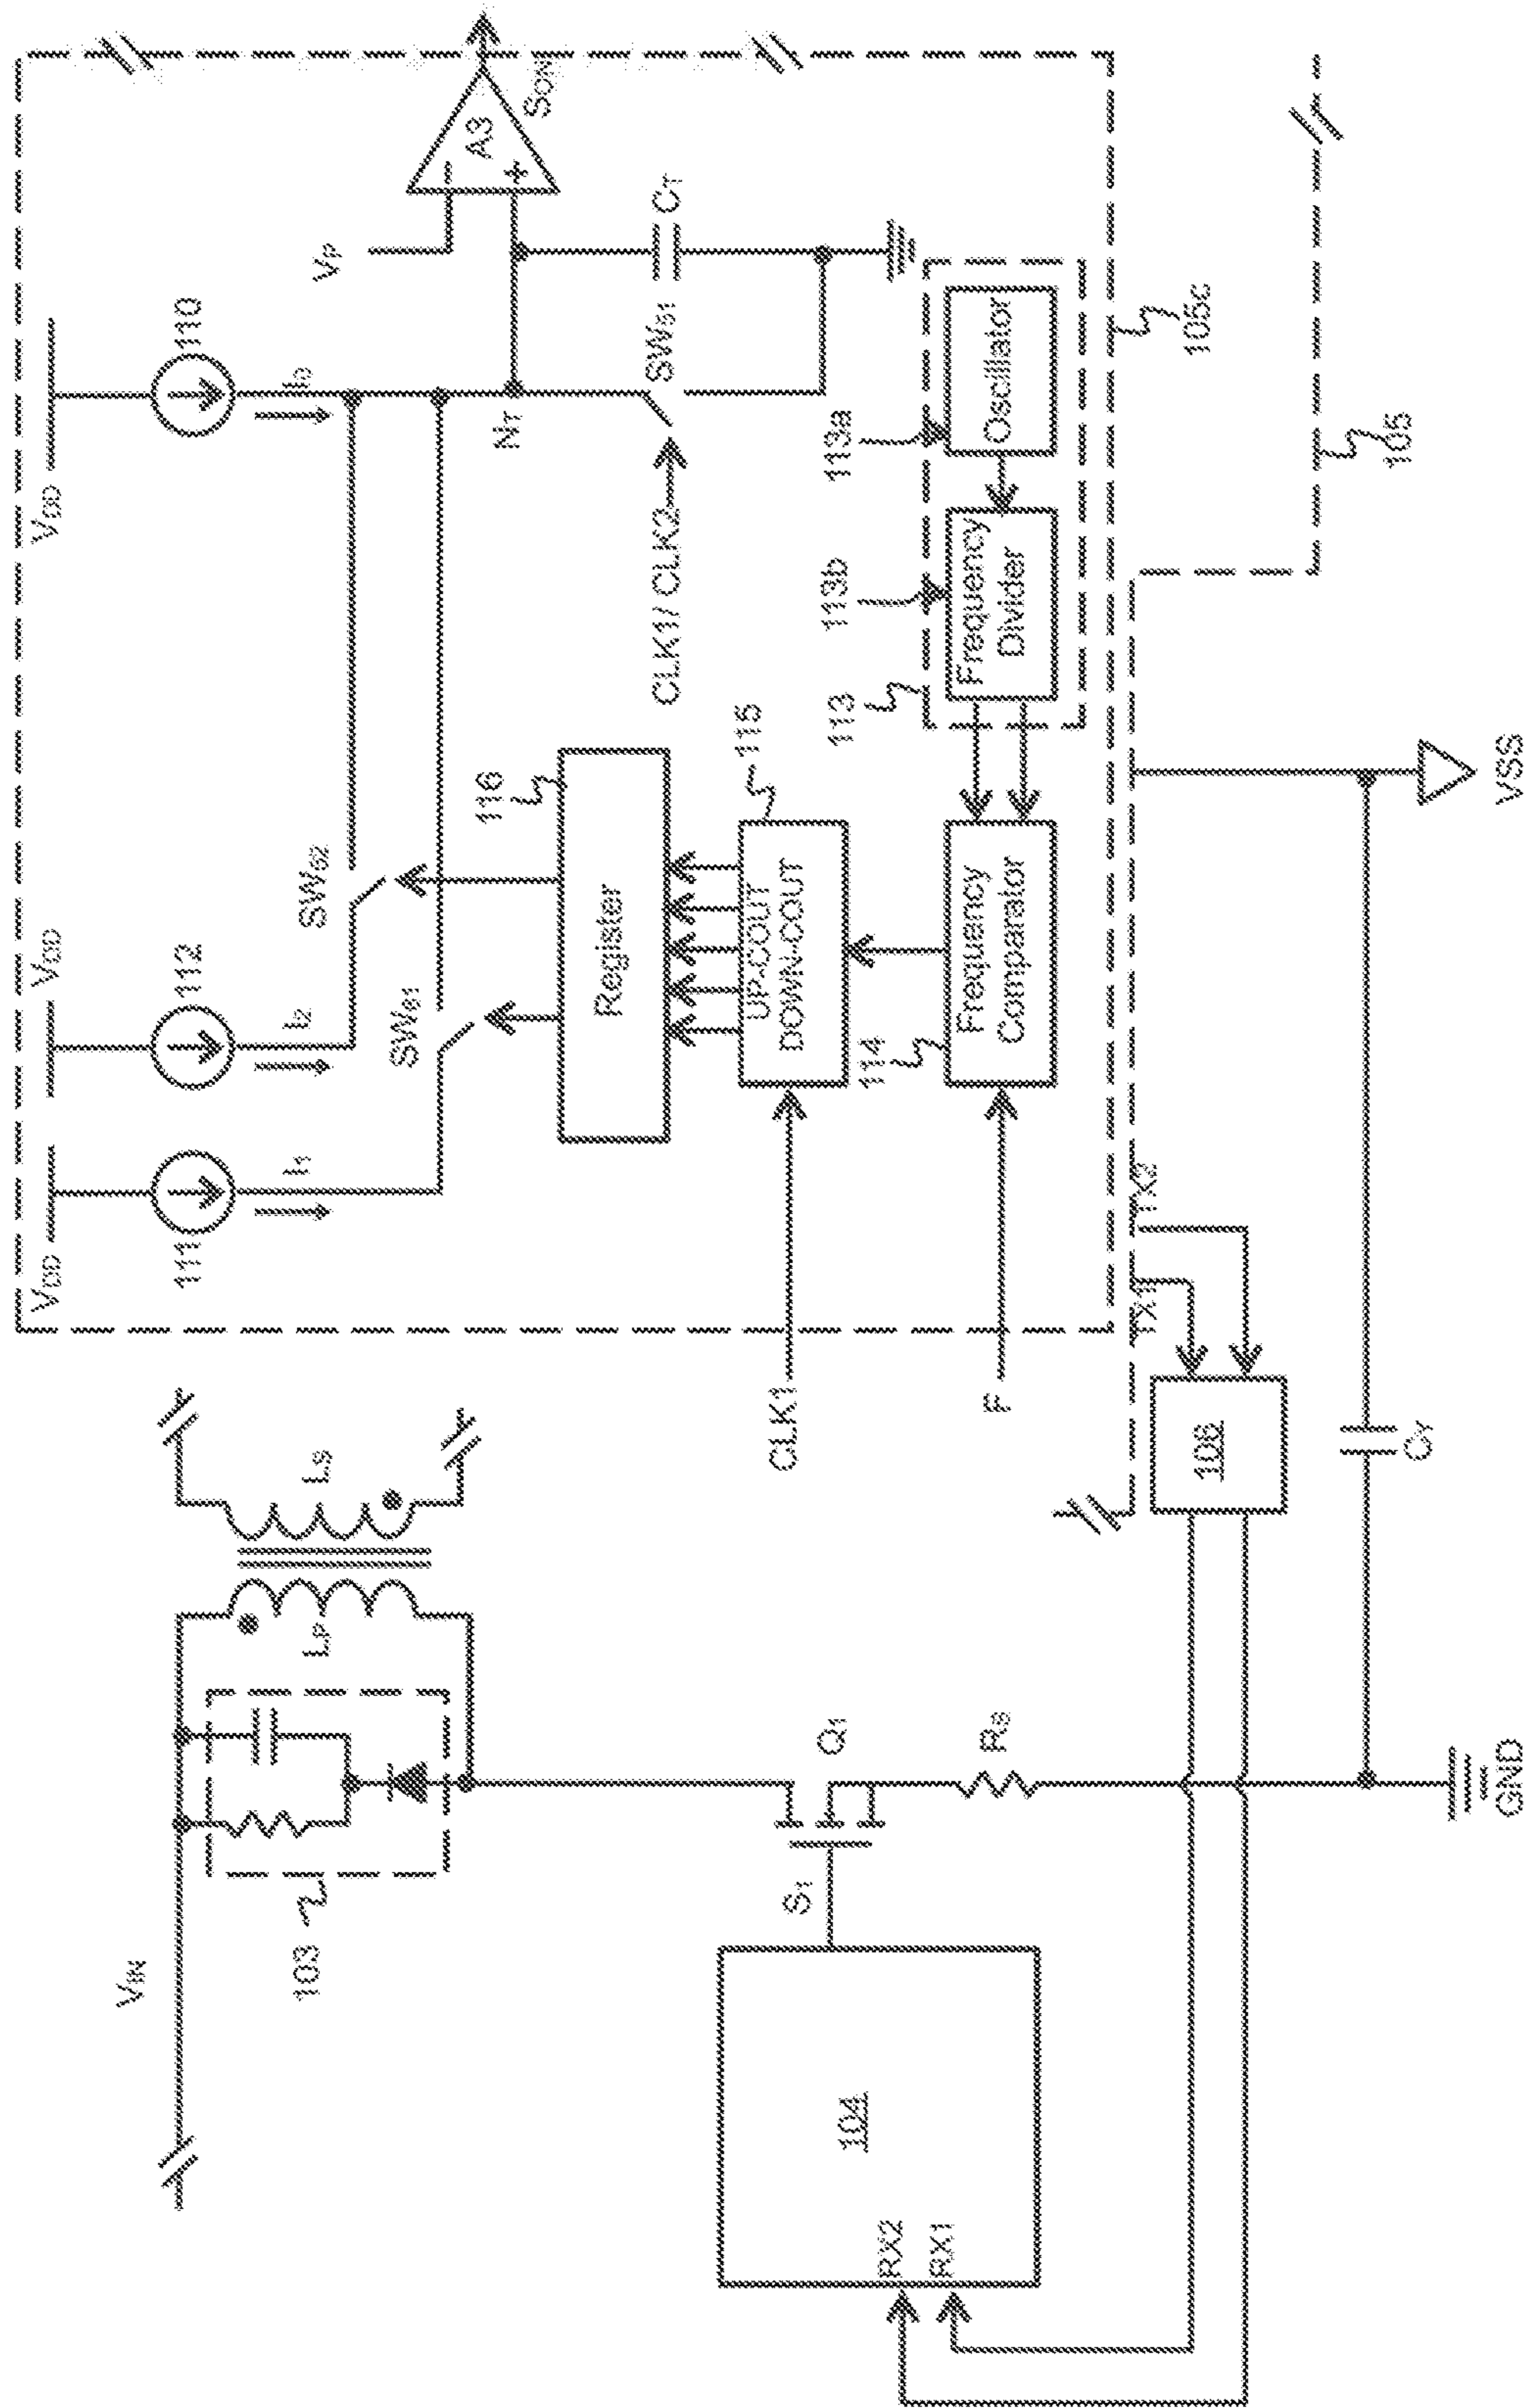 VIN
103
LP
LS
VDD
VDD
VDD
111
112
110
I1
I2
I0
SW61
SW62
VP
A3
SON
NT
CT
SW51
CLK1/ CLK2
116
Register
115
UP-COUT
DOWN-COUT
CLK1
114
Frequency
Comparator
F
113
113b
Frequency
Divider
113a
Oscillator
105c
105
TX1
TX2
104
S1
Q1
RS
RX2
RX1
106
CY
GND
VSS